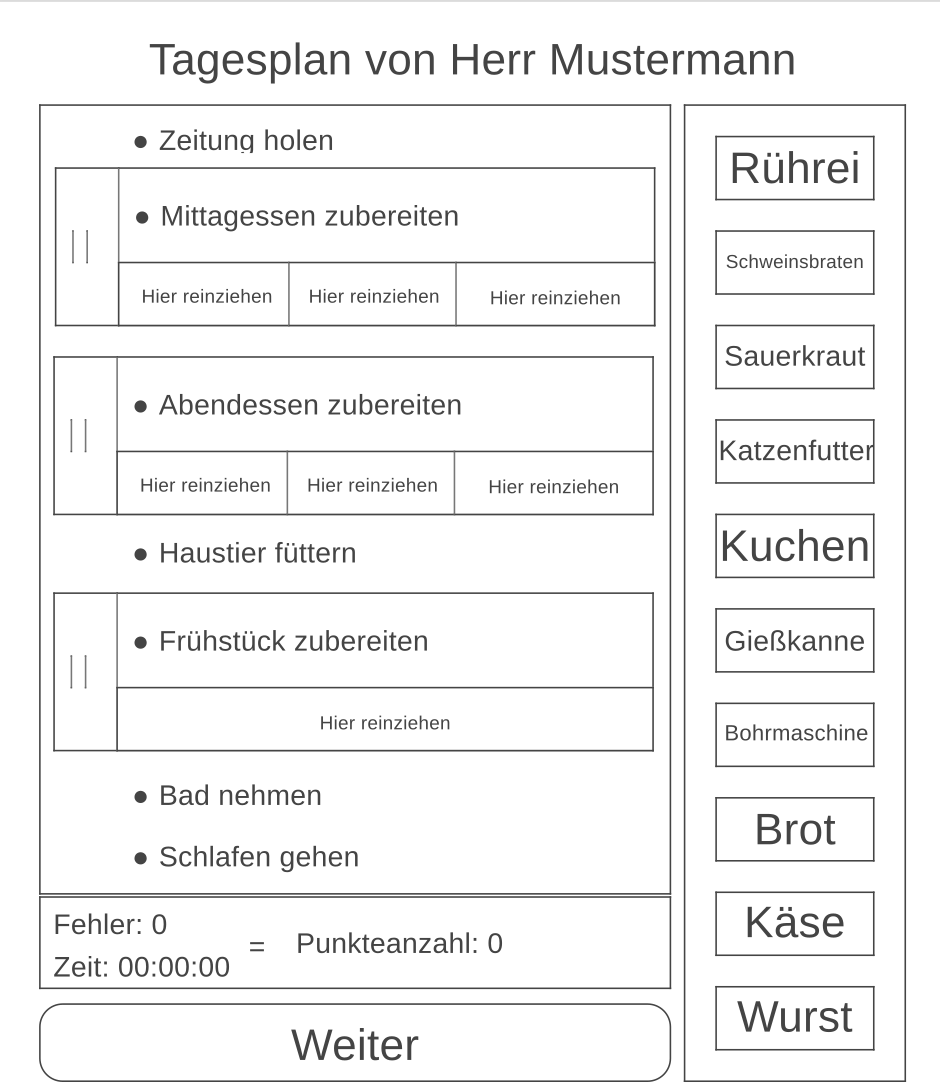 Tagesplan von Herr Mustermann
● Zeitung holen
● Mittagessen zubereiten
Hier reinziehen Hier reinziehen Hier reinziehen
● Abendessen zubereiten
Hier reinziehen Hier reinziehen Hier reinziehen
● Haustier füttern
● Frühstück zubereiten
Hier reinziehen
● Bad nehmen
● Schlafen gehen
Fehler: 0
Zeit: 00:00:00
= Punkteanzahl: 0
Weiter
Rührei
Schweinsbraten
Sauerkraut
Katzenfutter
Kuchen
Gießkanne
Bohrmaschine
Brot
Käse
Wurst